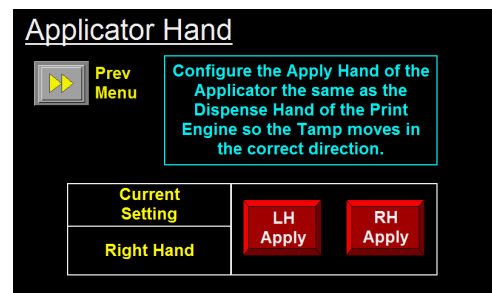 Applicator Hand
Prev
Menu
Configure the Apply Hand of the
Applicator the same as the
Dispense Hand of the Print
Engine so the Tamp moves in
the correct direction.
Current
Setting
Right Hand
LH
Apply
RH
Apply